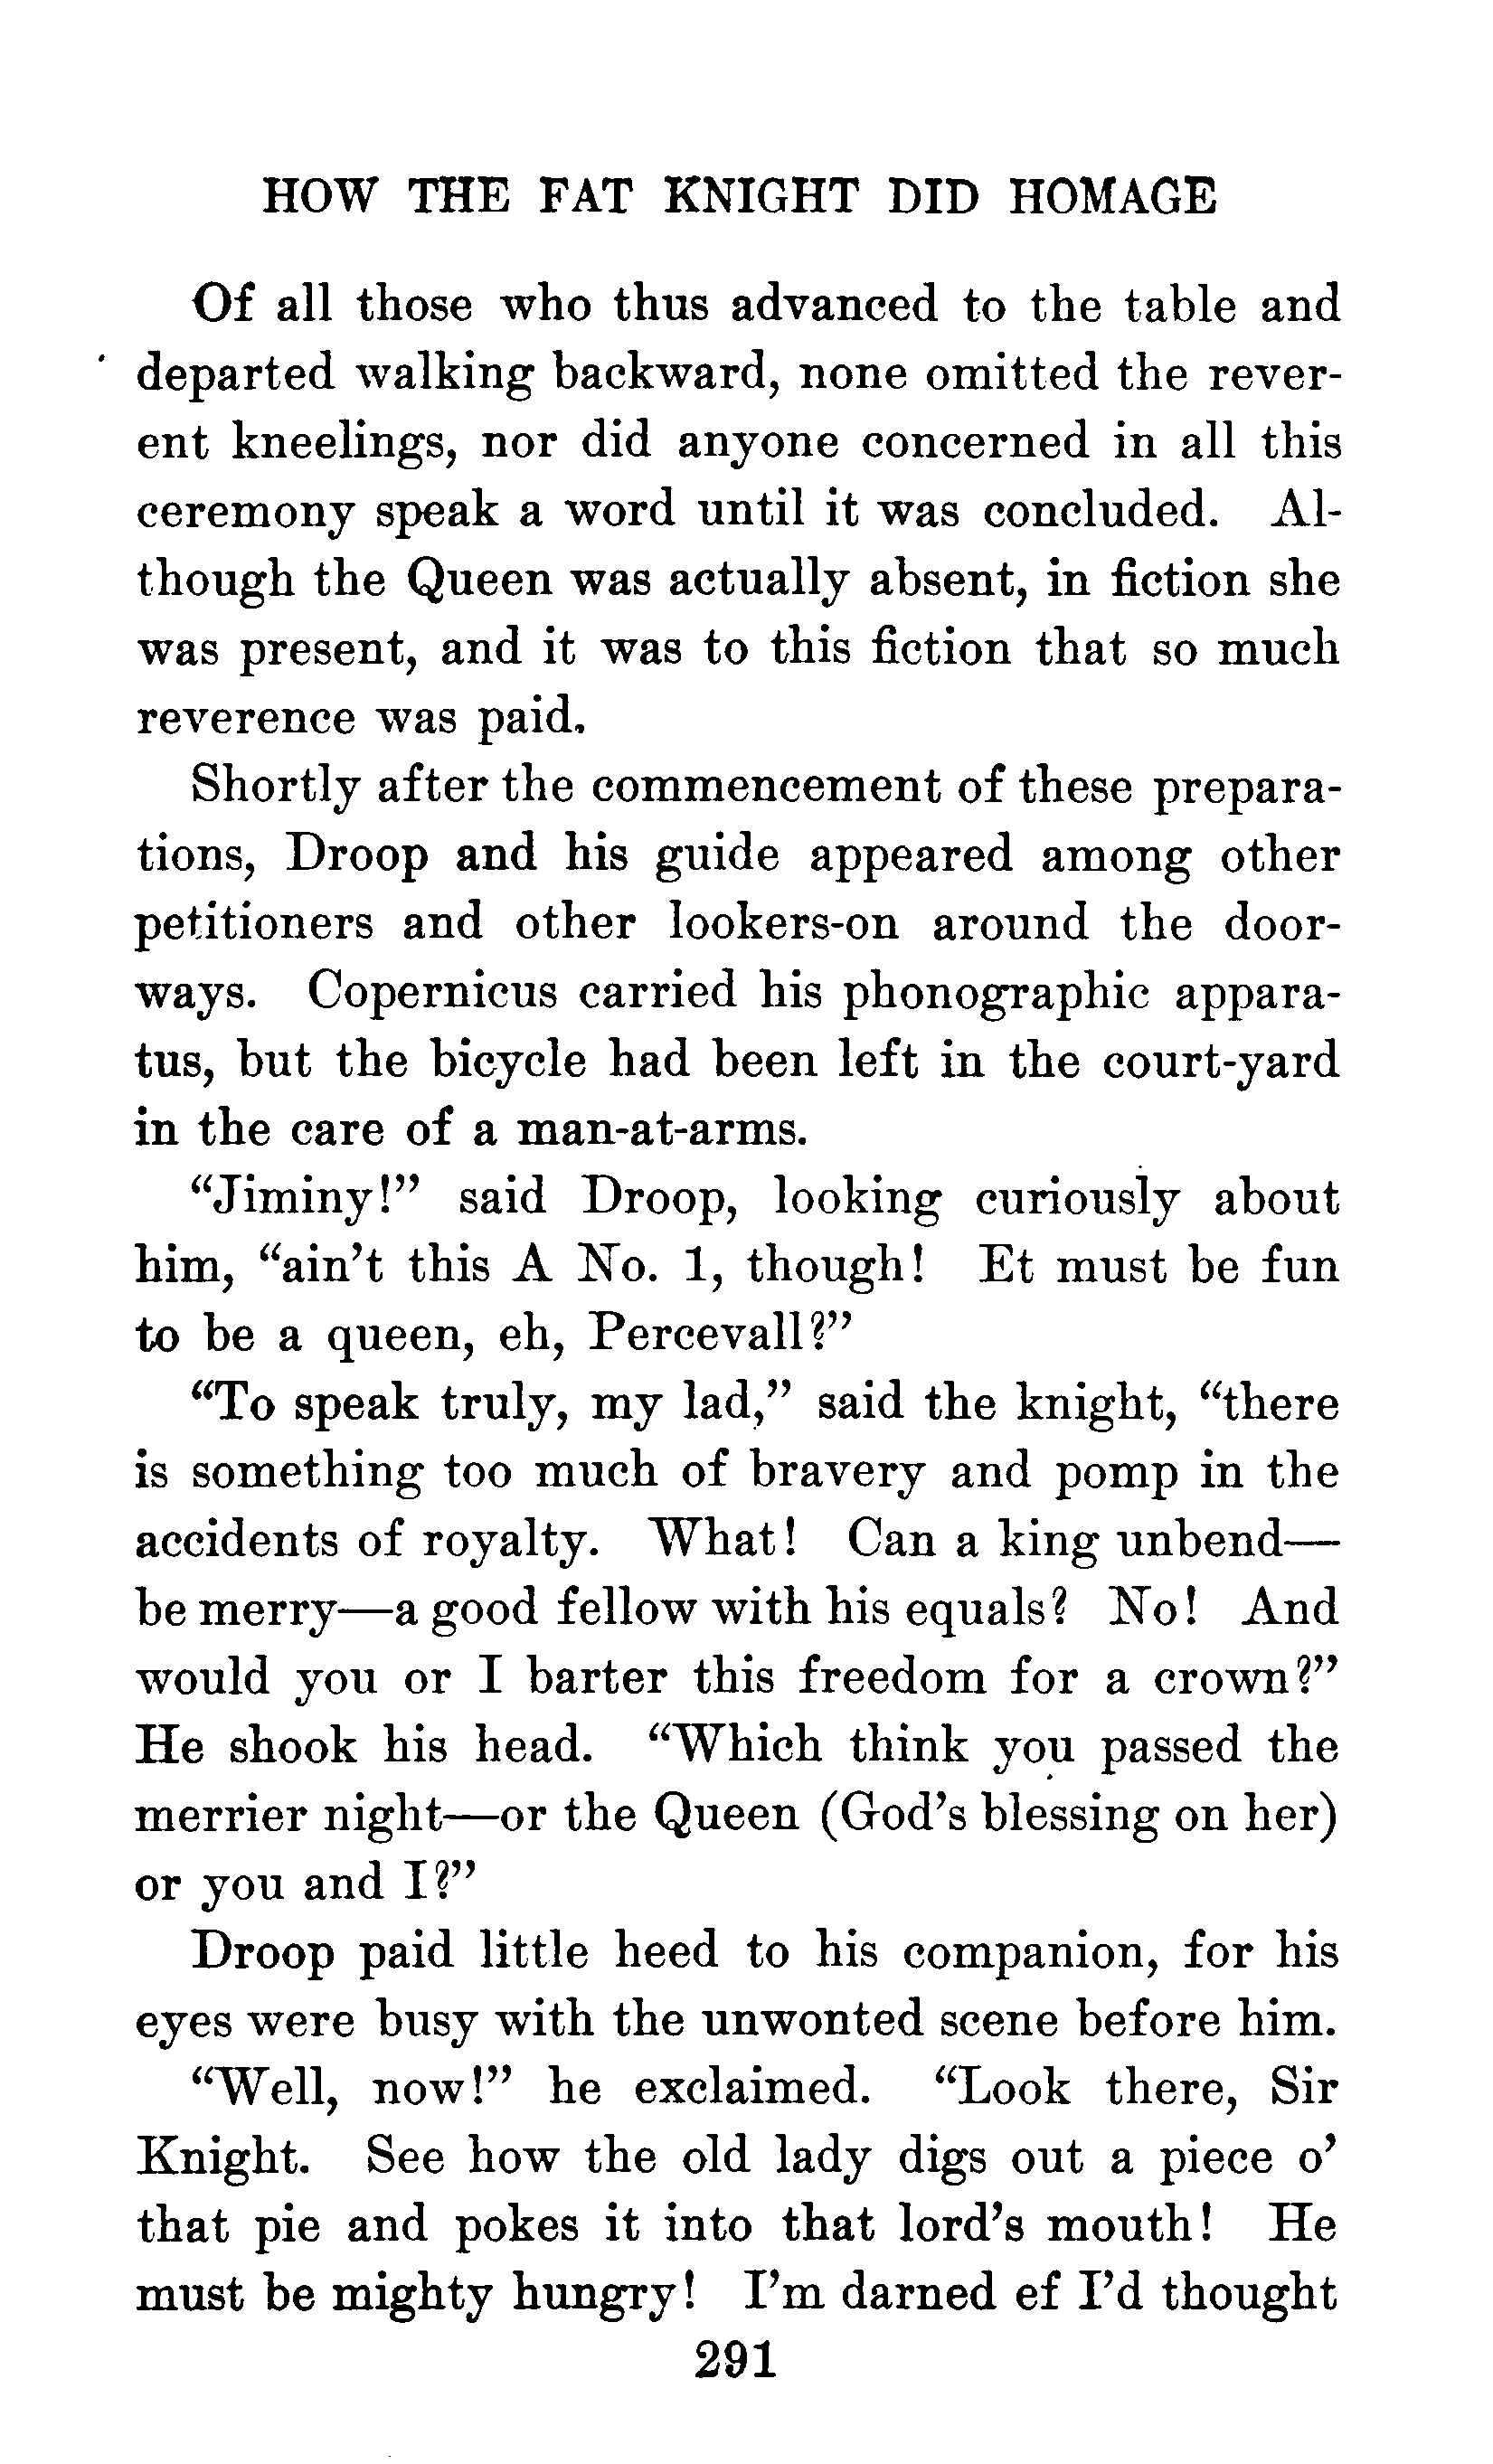 HOW THE FAT KNIGHT DID HOMAGE
Of all those who thus advanced to the table and
departed walking backward, none omitted the rever-
ent kneelings, nor did anyone concerned in all this
ceremony speak a word until it was concluded. Al-
though the Queen was actually absent, in fiction she
was present, and it was to this fiction that so much
reverence was paid.
Shortly after the commencement of these prepara-
tions, Droop and his guide appeared among other
petitioners and other lookers-on around the door-
ways. Copernicus carried his phonographic appara-
tus, but the bicycle had been left in the court-yard
in the care of a man-at-arms.
“Jiminy!” said Droop, looking curiously about
him, “ain’t this A No. 1, though! Et must be fun
to be a queen, eh, Percevall?”
“To speak truly, my lad,” said the knight, “there
is something too much of bravery and pomp in the
accidents of royalty. What! Can a king unbend—
be merry—a good fellow with his equals? No! And
would you or I barter this freedom for a crown?”
He shook his head. “Which think you passed the
merrier night—or the Queen (God’s blessing on her)
or you and I?”
Droop paid little heed to his companion, for his
eyes were busy with the unwonted scene before him.
“Well, now!” he exclaimed. “Look there, Sir
Knight. See how the old lady digs out a piece o’
that pie and pokes it into that lord’s mouth! He
must be mighty hungry! I’m darned ef I’d thought
291